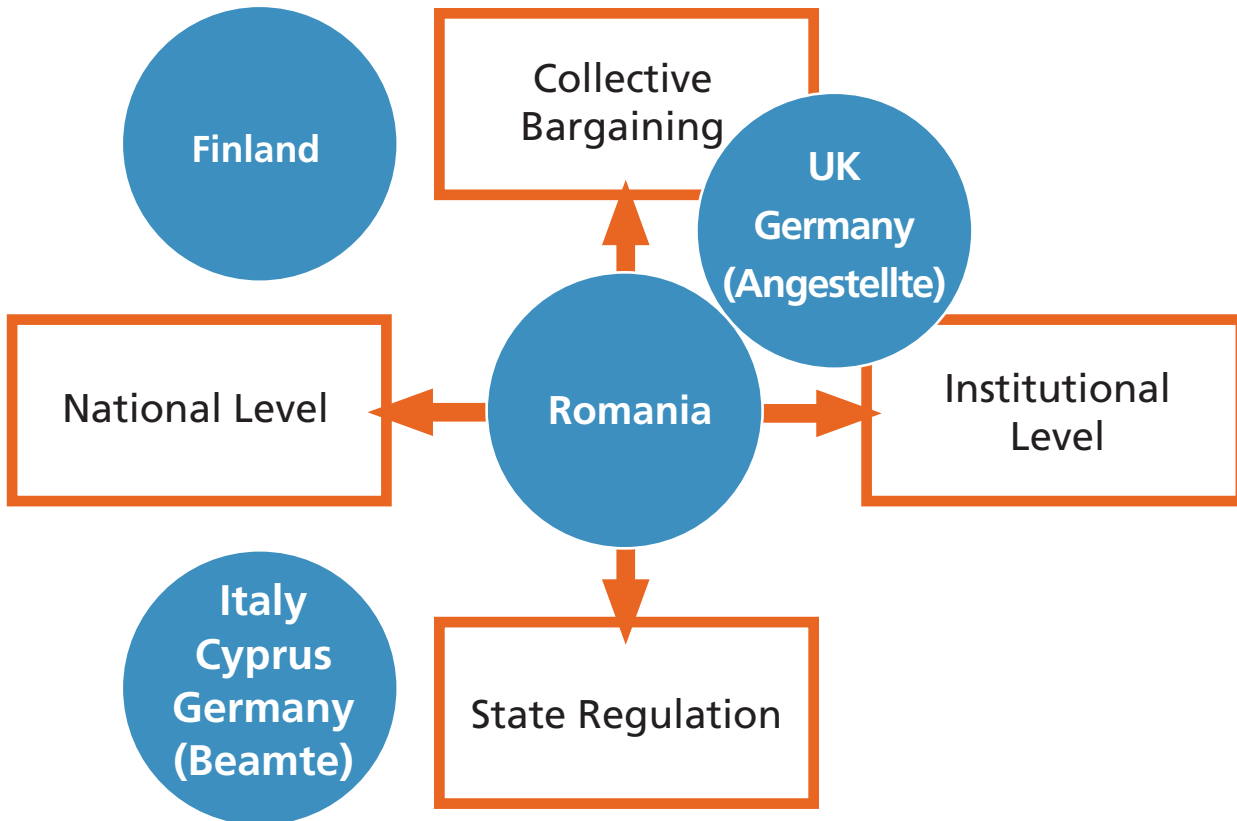 Finland
Collective
Bargaining
UK
Germany
(Angestellte)
National Level
Romania
Institutional
Level
Italy
Cyprus
Germany
(Beamte)
State Regulation